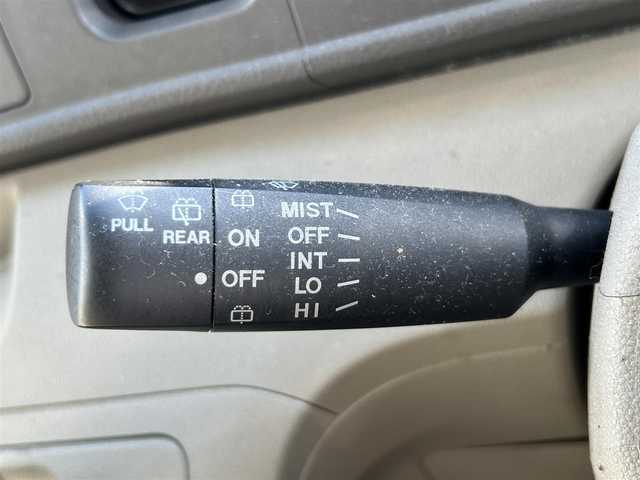 PULL
REAR
ON
OFF
MIST
OFF
INT
LO
HI